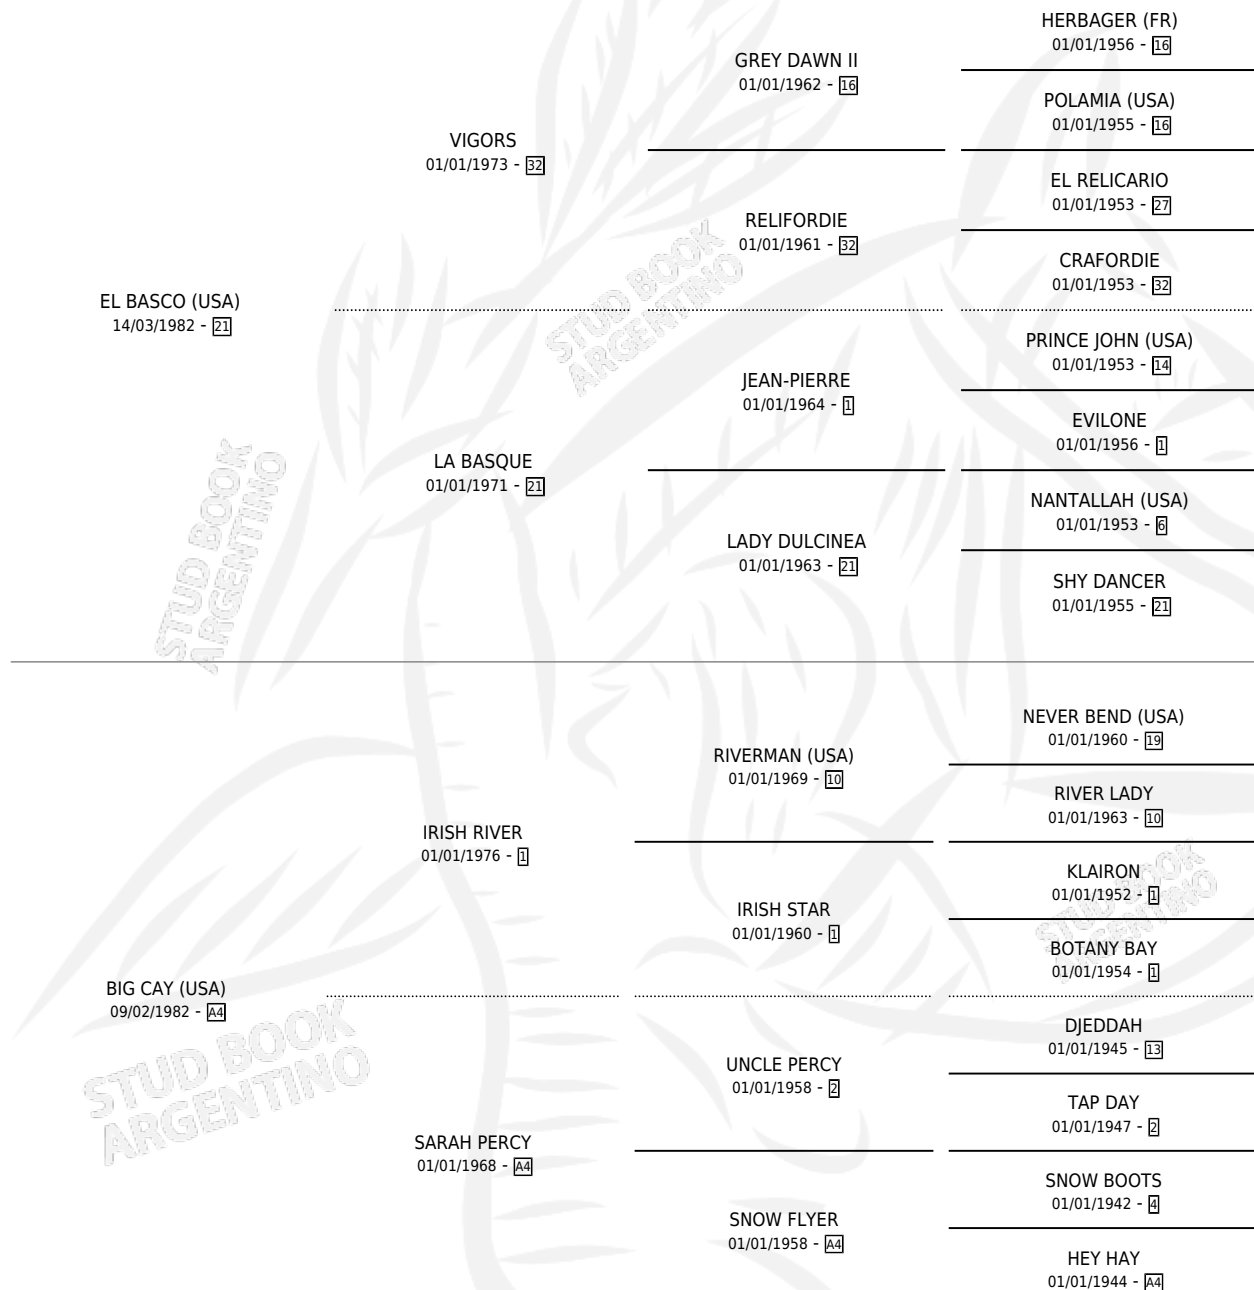 HERBAGER (FR)
01/01/1956 - 16
GREY DAWN II
01/01/1962 - 16
POLAMIA (USA)
01/01/1955 - 16
VIGORS
01/01/1973 - 32
EL RELICARIO
01/01/1953 - 27
RELIFORDIE
01/01/1961 - 32
CRAFORDIE
01/01/1953 - 32
EL BASCO (USA)
14/03/1982 - 21
PRINCE JOHN (USA)
01/01/1953 - 14
JEAN-PIERRE
01/01/1964 - 1
EVILONE
01/01/1956 - 1
LA BASQUE
01/01/1971 - 21
NANTALLAH (USA)
01/01/1953 - 6
LADY DULCINEA
01/01/1963 - 21
SHY DANCER
01/01/1955 - 21
STUD BOOK
ARGENTINO
STUD BOOK
ARGENTINO
NEVER BEND (USA)
01/01/1960 - 19
RIVERMAN (USA)
01/01/1969 - 10
RIVER LADY
01/01/1963 - 10
IRISH RIVER
01/01/1976 - 1
KLAIRON
01/01/1952 - 1
IRISH STAR
01/01/1960 - 1
BOTANY BAY
01/01/1954 - 1
BIG CAY (USA)
09/02/1982 - A4
DJEDDAH
01/01/1945 - 13
UNCLE PERCY
01/01/1958 - 2
TAP DAY
01/01/1947 - 2
SARAH PERCY
01/01/1968 - A4
SNOW BOOTS
01/01/1942 - 4
SNOW FLYER
01/01/1958 - A4
HEY HAY
01/01/1944 - A4
STUD BOOK
ARGENTINO
STUD BOOK
ARGENTINO